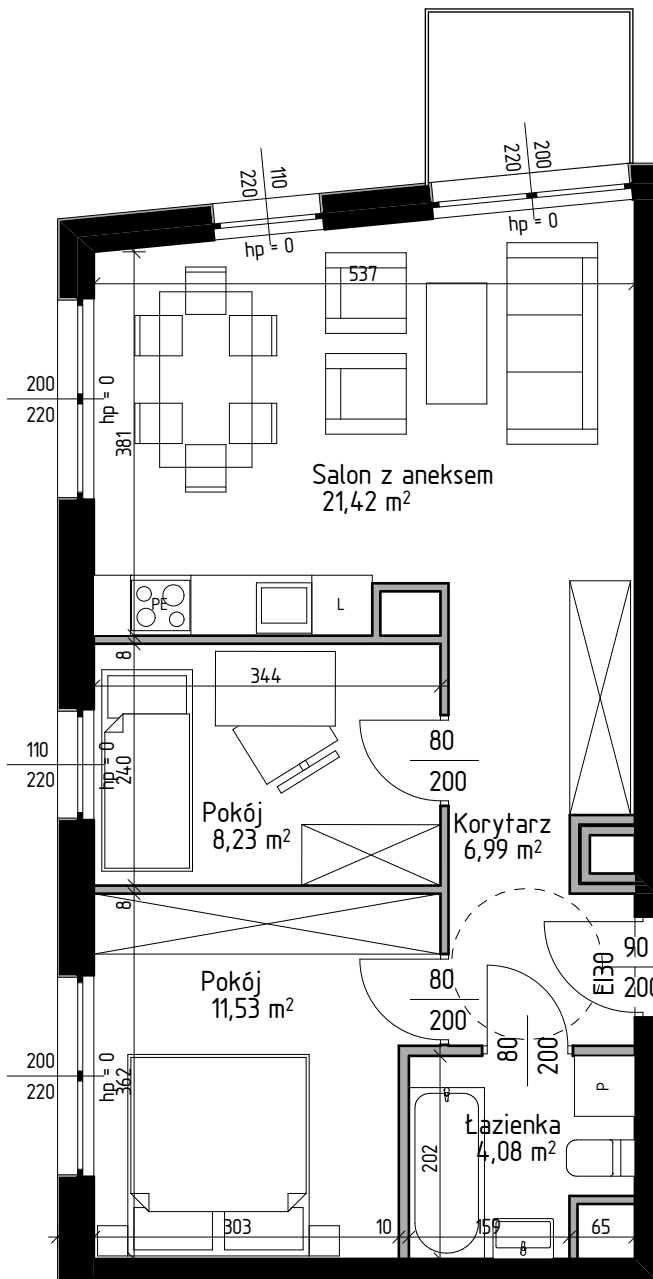 110
220
200
220
hp = 0
hp = 0
537
200
220
hp = 0
381
Salon z aneksem
21,42 m²
PE
L
8
344
110
220
hp = 0
240
80
200
Pokój
8,23 m²
Korytarz
6,99 m²
8
Pokój
11,53 m²
80
200
EI30
90
200
80
200
200
220
hp = 0
362
P
Łazienka
4,08 m²
202
303
10
159
65